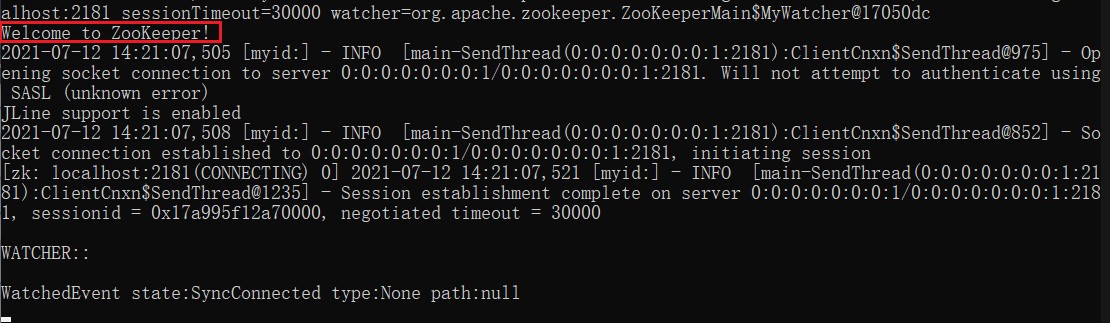 alhost:2181 sessionTimeout=30000 watcher=org.apache.zookeeper.ZooKeeperMain$MyWatcher@17050dc
Welcome to ZooKeeper!
2021-07-12 14:21:07,505 [myid:] - INFO  [main-SendThread(0:0:0:0:0:0:0:1:2181):ClientCnxn$SendThread@975] - Op
ening socket connection to server 0:0:0:0:0:0:0:1/0:0:0:0:0:0:0:1:2181. Will not attempt to authenticate using
 SASL (unknown error)
JLine support is enabled
2021-07-12 14:21:07,508 [myid:] - INFO  [main-SendThread(0:0:0:0:0:0:0:1:2181):ClientCnxn$SendThread@852] - So
cket connection established to 0:0:0:0:0:0:0:1/0:0:0:0:0:0:0:1:2181, initiating session
[zk: localhost:2181(CONNECTING) 0] 2021-07-12 14:21:07,521 [myid:] - INFO  [main-SendThread(0:0:0:0:0:0:0:1:21
81):ClientCnxn$SendThread@1235] - Session establishment complete on server 0:0:0:0:0:0:0:1/0:0:0:0:0:0:0:1:218
1, sessionid = 0x17a995f12a70000, negotiated timeout = 30000
WATCHER::
WatchedEvent state:SyncConnected type:None path:null